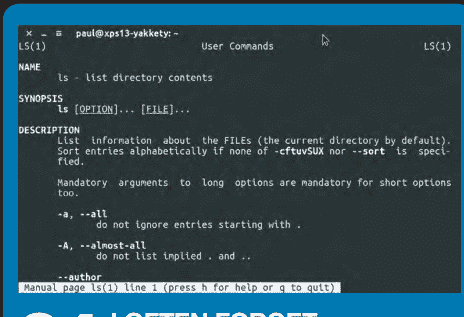 paul@xps13-yakkety: ~
LS(1) User Commands LS(1)
NAME
ls - list directory contents
SYNOPSIS
ls [OPTION]... [FILE]...
DESCRIPTION
List information about the FILEs (the current directory by default).
Sort entries alphabetically if none of -cftuvSUX nor --sort is speci-
fied.
Mandatory arguments to long options are mandatory for short options
too.
-a, --all
do not ignore entries starting with .
-A, --almost-all
do not list implied . and ..
--author
Manual page ls(1) line 1 (press h for help or q to quit)
I OFTEN FORGET